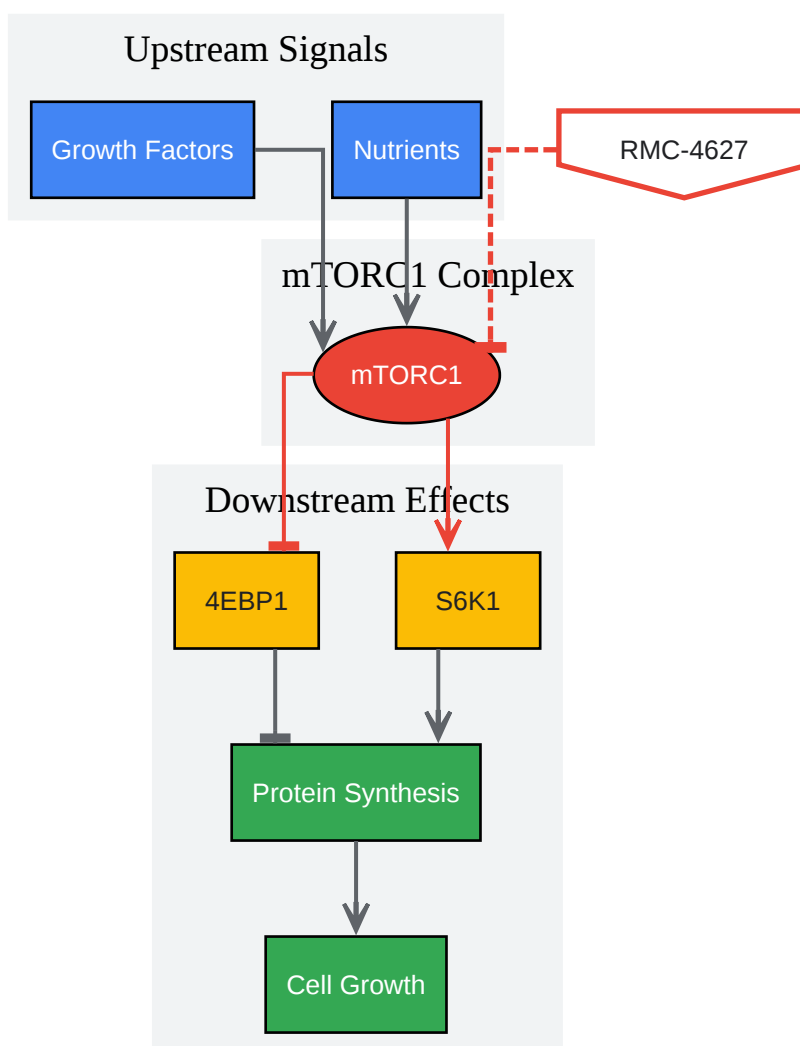 Upstream Signals
Growth Factors
Nutrients
RMC-4627
mTORC1 Complex
mTORC1
Downstream Effects
4EBP1
S6K1
Protein Synthesis
Cell Growth